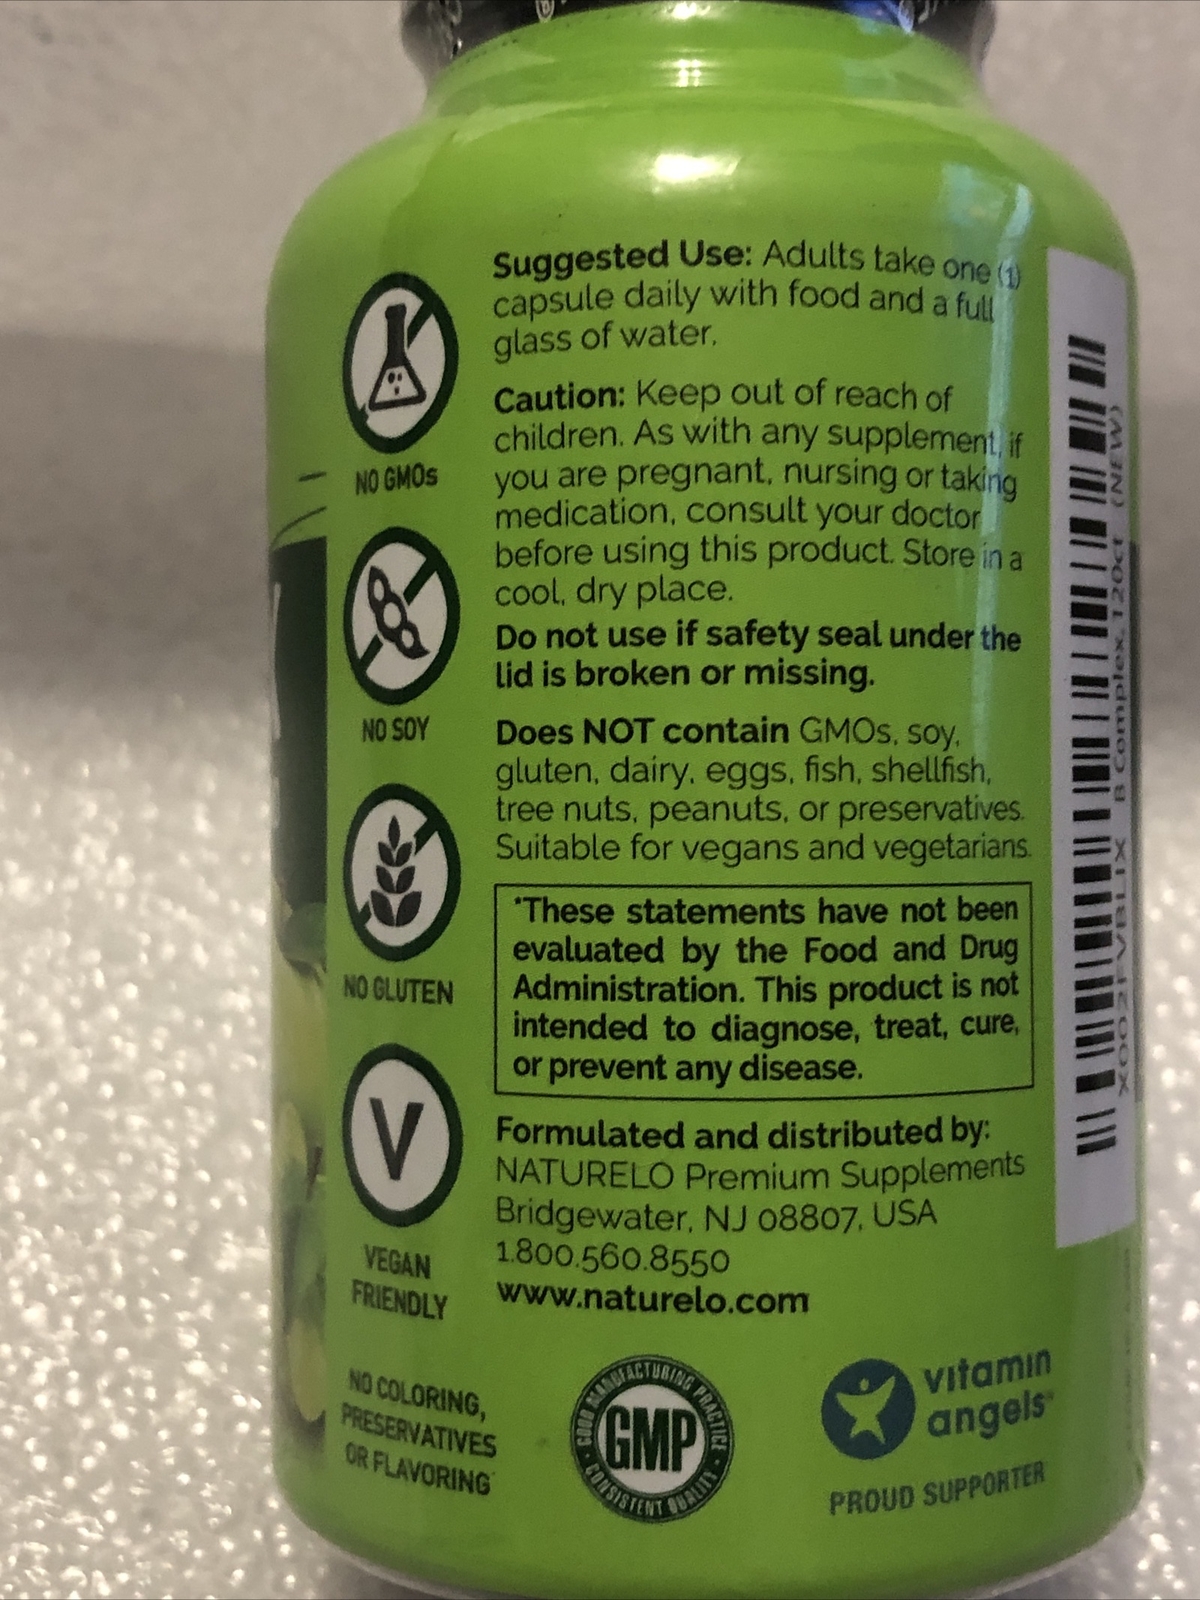 Suggested Use: Adults take one (1)
capsule daily with food and a full
glass of water.
Caution: Keep out of reach of
children. As with any supplement, if
you are pregnant, nursing or taking
medication, consult your doctor
before using this product. Store in a
cool, dry place.
Do not use if safety seal under the
lid is broken or missing.
Does NOT contain GMOs, soy,
gluten, dairy, eggs, fish, shellfish,
tree nuts, peanuts, or preservatives.
Suitable for vegans and vegetarians.
*These statements have not been
evaluated by the Food and Drug
Administration. This product is not
intended to diagnose, treat, cure,
or prevent any disease.
Formulated and distributed by:
NATURELO Premium Supplements
Bridgewater, NJ 08807, USA
1.800.560.8550
www.naturelo.com
NO GMOs
NO SOY
NO GLUTEN
V
VEGAN
FRIENDLY
NO COLORING,
PRESERVATIVES
OR FLAVORING
GOOD MANUFACTURING PRACTICE
GMP
CONSISTENT QUALITY
vitamin
angels
PROUD SUPPORTER
X002FVBLIX
B Complex, 120ct (NEW)